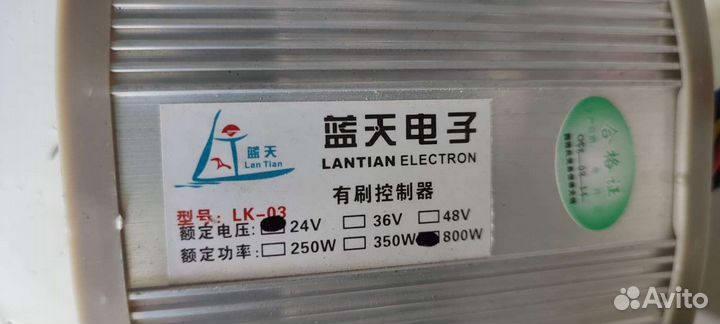 蓝天
Lan Tian
蓝天电子
LANTIAN ELECTRON
有刷控制器
型号: LK-03
额定电压: 24V 36V 48V
额定功率: 250W 350W 800W
合格证
Avito